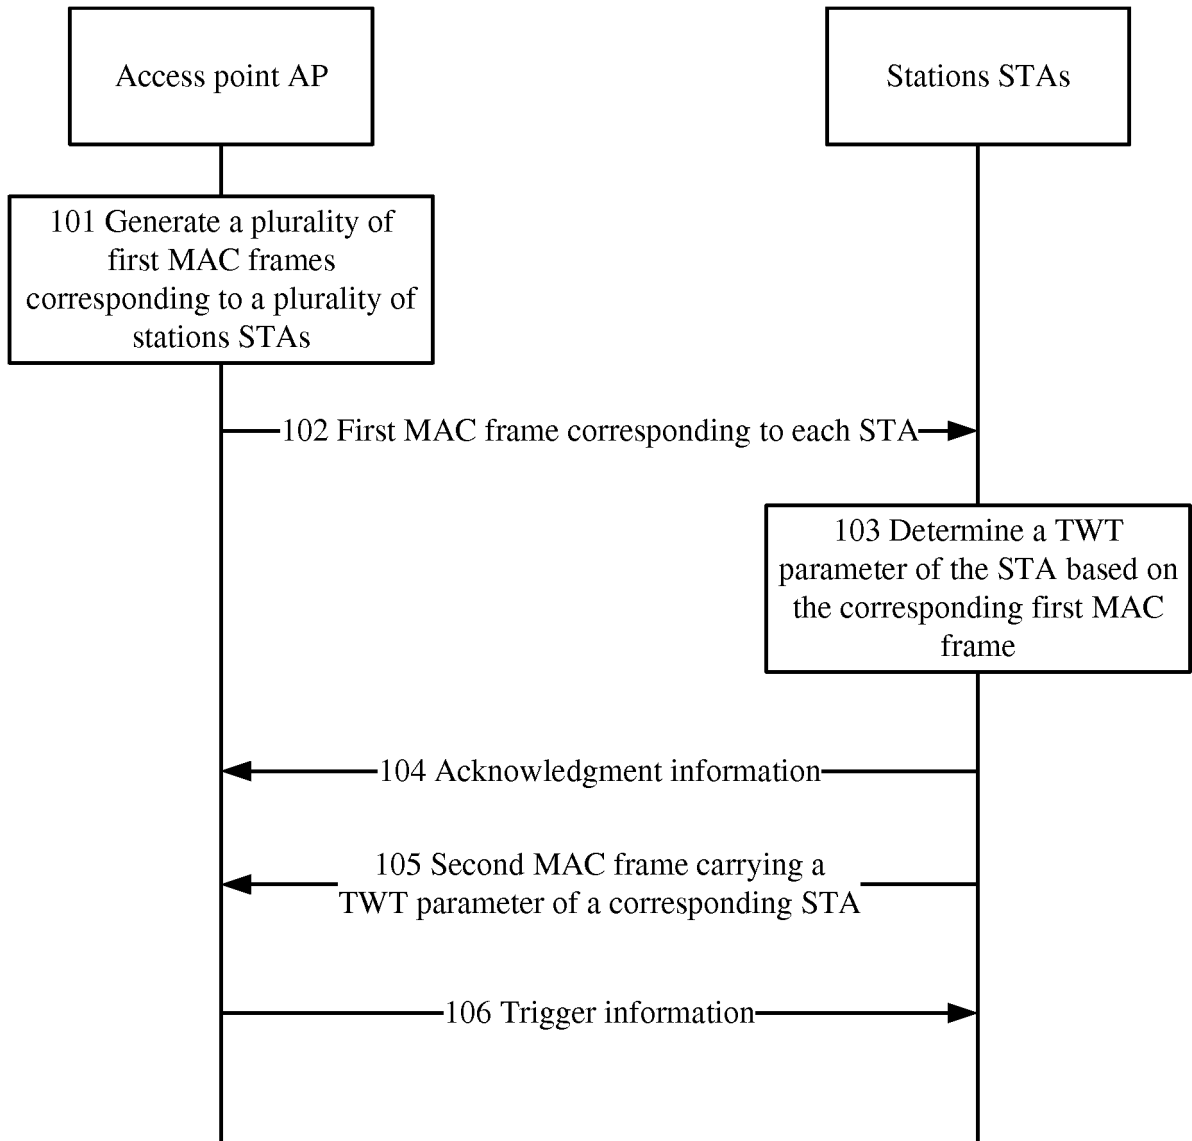 Access point AP
Stations STAs
101 Generate a plurality of
first MAC frames
corresponding to a plurality of
stations STAs
102 First MAC frame corresponding to each STA
103 Determine a TWT
parameter of the STA based on
the corresponding first MAC
frame
104 Acknowledgment information
105 Second MAC frame carrying a
TWT parameter of a corresponding STA
106 Trigger information